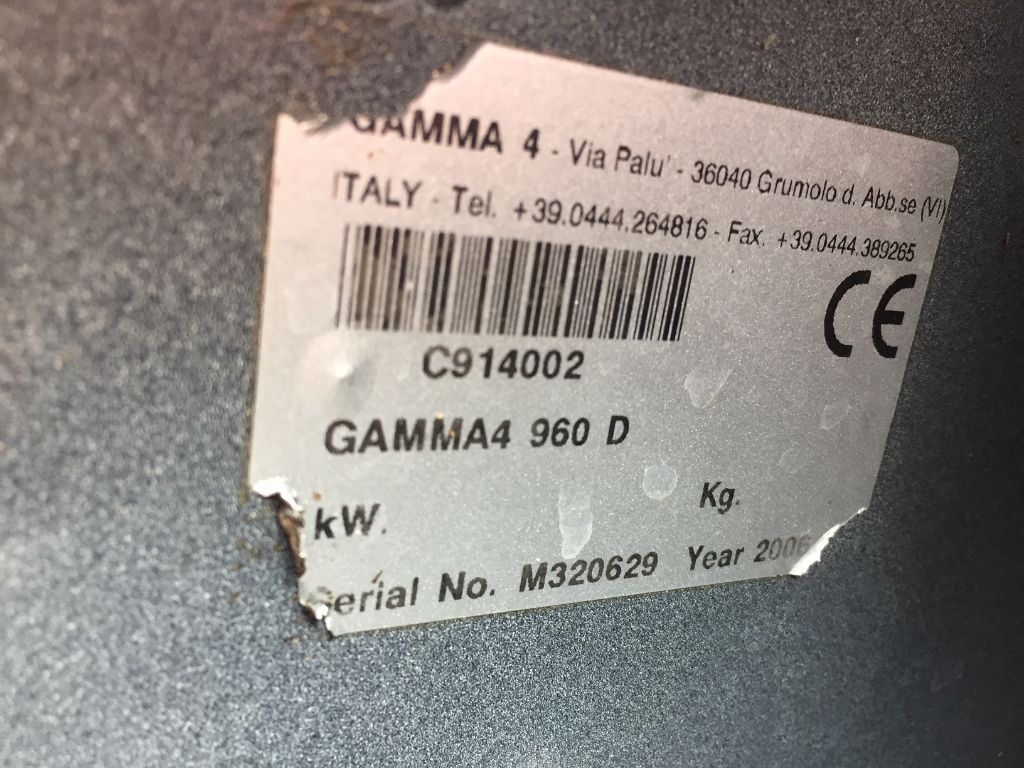 GAMMA 4 - Via Palu' - 36040 Grumolo d. Abb.se (VI)
ITALY - Tel. +39.0444.264816 - Fax. +39.0444.389265
CE
C914002
GAMMA4 960 D
kW.
Kg.
Serial No. M320629 Year 2006